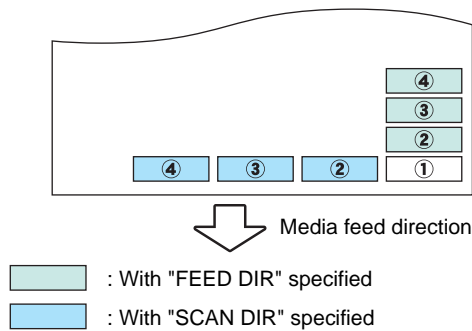 ④
③
②
④ ③ ② ①
Media feed direction
: With "FEED DIR" specified
: With "SCAN DIR" specified